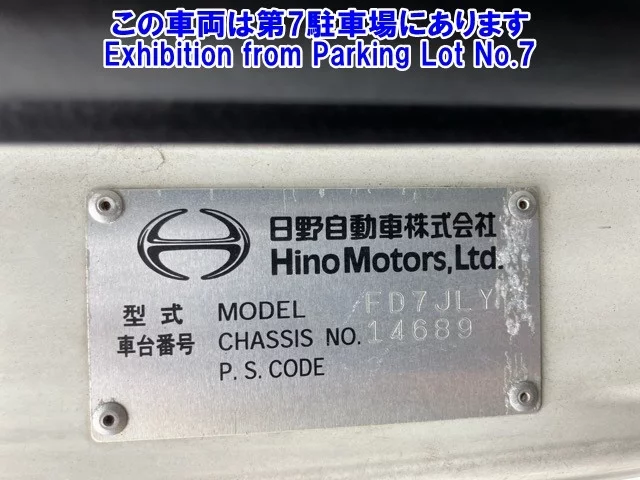 この車両は第7駐車場にあります
Exhibition from Parking Lot No.7
日野自動車株式会社
Hino Motors, Ltd.
型式 MODEL FD7JLY
車台番号 CHASSIS NO. 14689
P.S.CODE